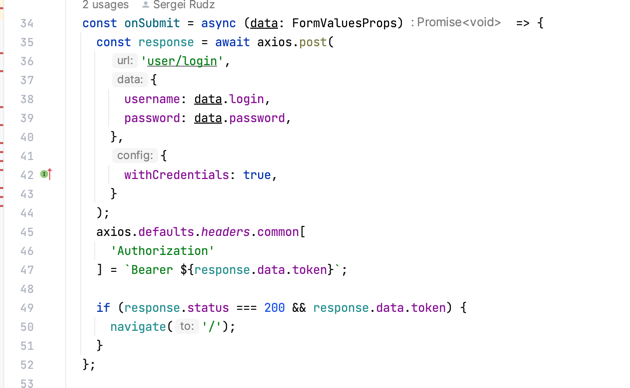 2 usages Sergei Rudz
34 const onSubmit = async (data: FormValuesProps) : Promise<void> => {
35 const response = await axios.post(
36 url: 'user/login',
37 data: {
38 username: data.login,
39 password: data.password,
40 },
41 config: {
42 withCredentials: true,
43 }
44 );
45 axios.defaults.headers.common[
46 'Authorization'
47 ] = `Bearer ${response.data.token}`;
48
49 if (response.status === 200 && response.data.token) {
50 navigate( to: '/');
51 }
52 };
53